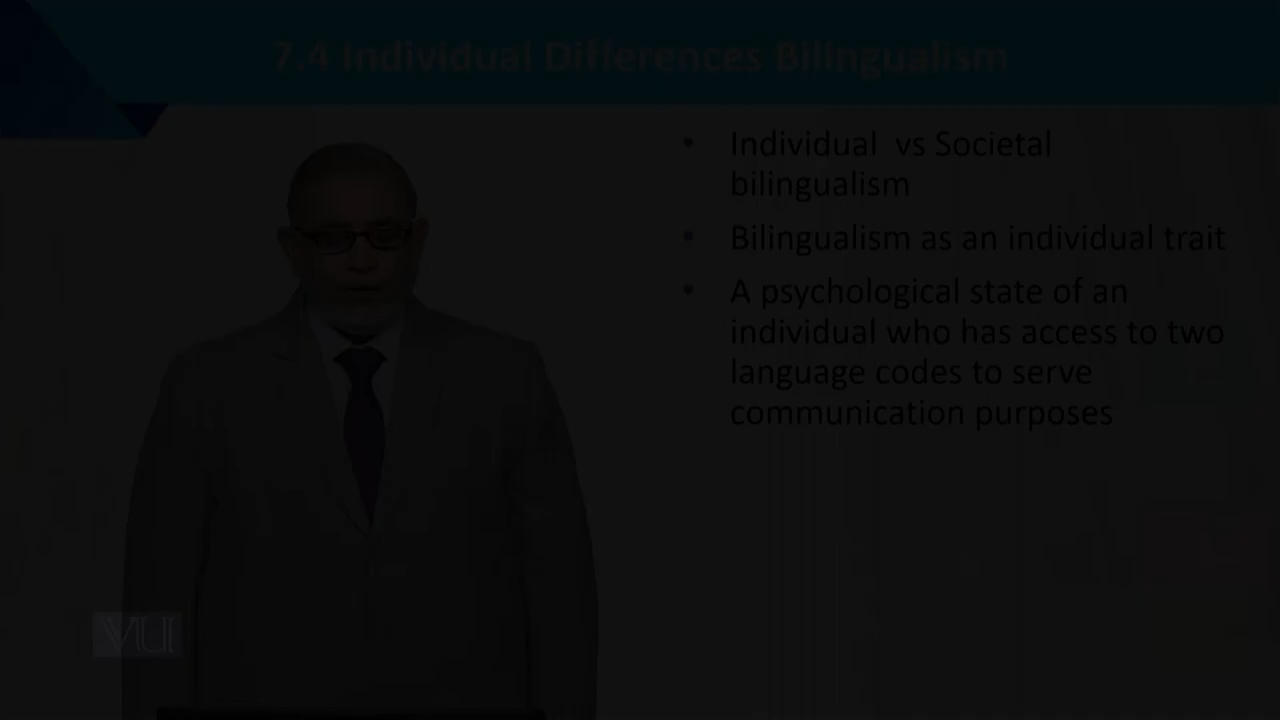 7.4 Individual Differences Bilingualism
• Individual vs Societal
bilingualism
• Bilingualism as an individual trait
• A psychological state of an
individual who has access to two
language codes to serve
communication purposes
VU